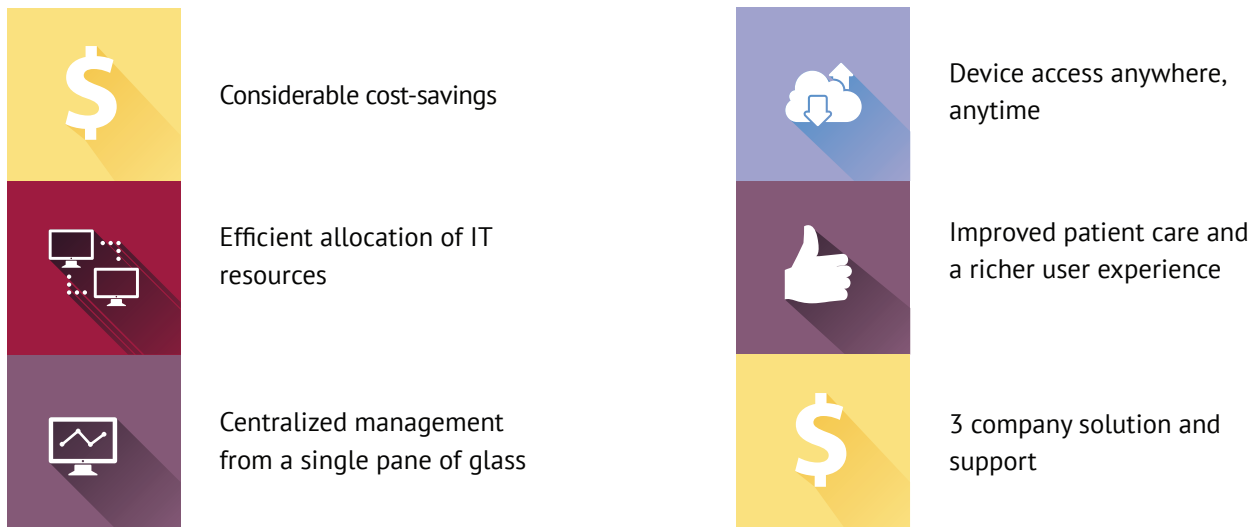 Considerable cost-savings
Efficient allocation of IT
resources
Centralized management
from a single pane of glass
Device access anywhere,
anytime
Improved patient care and
a richer user experience
3 company solution and
support